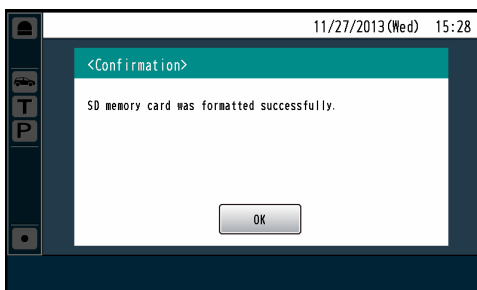 11/27/2013(Wed) 15:28
<Confirmation>
SD memory card was formatted successfully.
T
P
OK